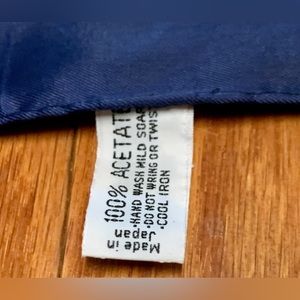 100% ACETATE
•HAND WASH MILD SOAP
•DO NOT WRING OR TWIST
•COOL IRON
Made in
Japan